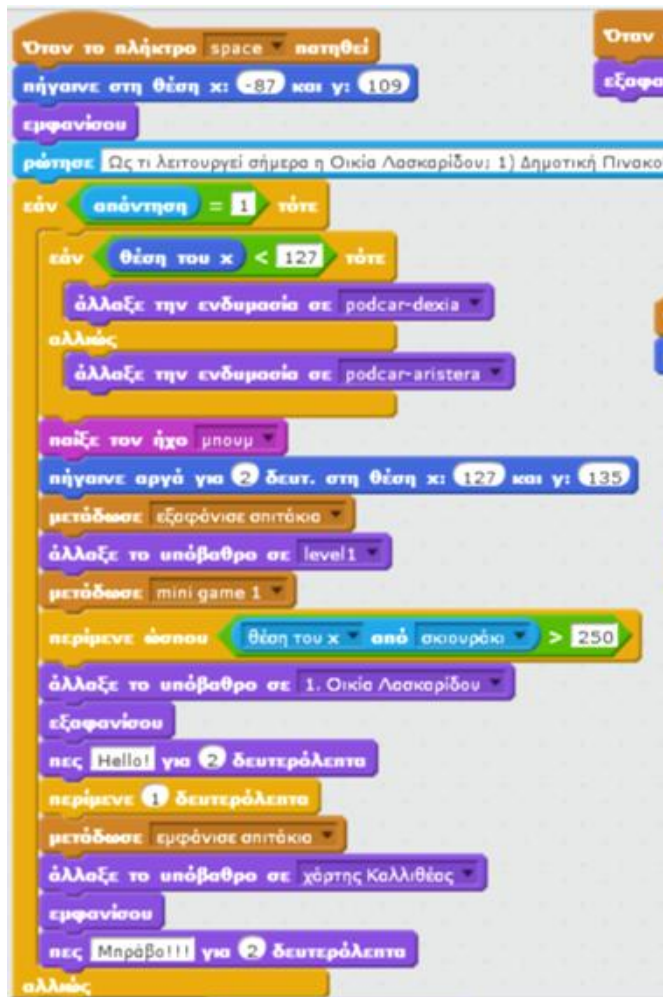 Όταν το πλήκτρο space πατηθεί
Όταν
πήγαινε στη θέση x: -87 και y: 109
εξαφα
εμφανίσου
ρώτησε Ως τι λειτουργεί σήμερα η Οικία Λασκαρίδου; 1) Δημοτική Πινακο
εάν απάντηση = 1 τότε
εάν θέση του x < 127 τότε
άλλαξε την ενδυμασία σε podcar-dexia
αλλιώς
άλλαξε την ενδυμασία σε podcar-aristera
παίξε τον ήχο μπουμ
πήγαινε αργά για 2 δευτ. στη θέση x: 127 και y: 135
μετάδωσε εξαφάνισε σπιτάκια
άλλαξε το υπόβαθρο σε level1
μετάδωσε mini game 1
περίμενε ώσπου θέση του x από σκιουράκι > 250
άλλαξε το υπόβαθρο σε 1. Οικία Λασκαρίδου
εξαφανίσου
πες Hello! για 2 δευτερόλεπτα
περίμενε 1 δευτερόλεπτα
μετάδωσε εμφάνισε σπιτάκια
άλλαξε το υπόβαθρο σε χάρτης Καλλιθέας
εμφανίσου
πες Μπράβο!!! για 2 δευτερόλεπτα
αλλιώς